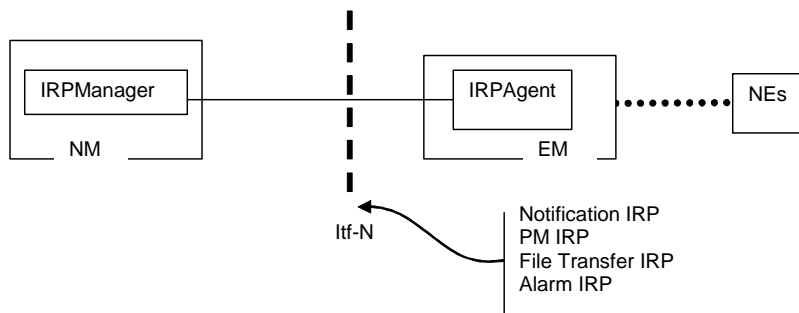 IRPManager
NM
IRPAgent
EM
NEs
Itf-N
Notification IRP
PM IRP
File Transfer IRP
Alarm IRP